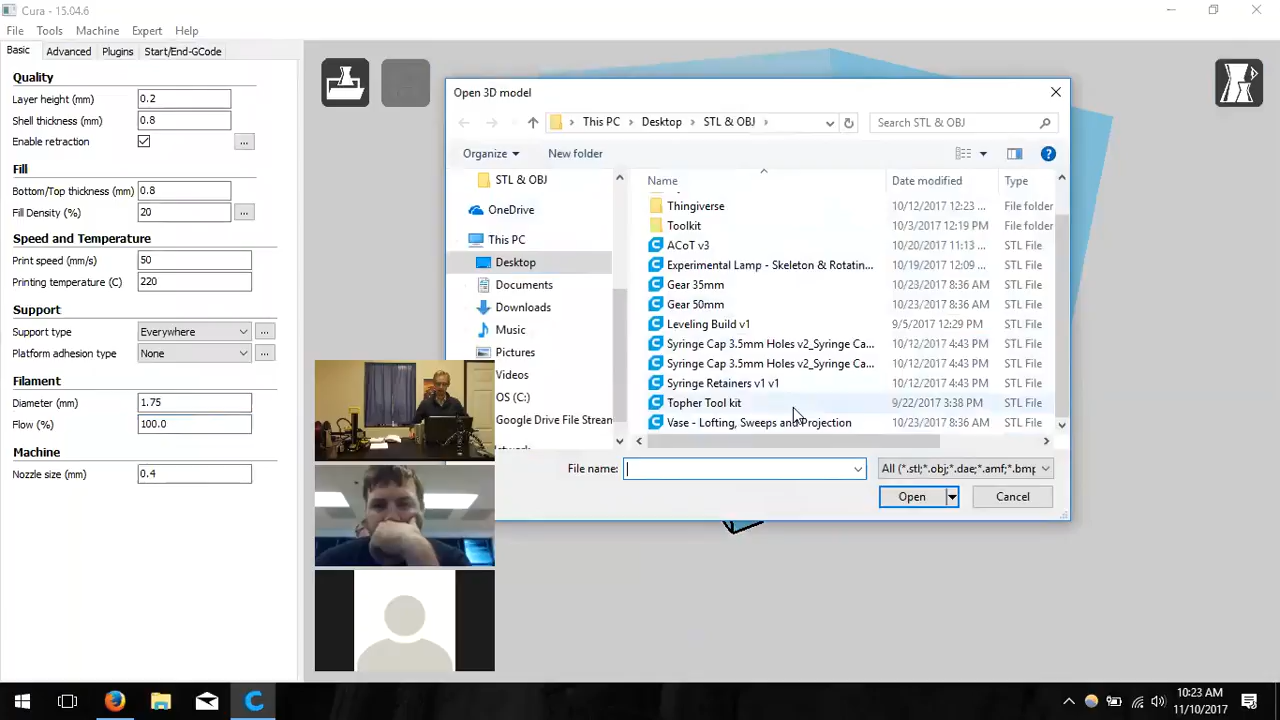 Cura - 15.04.6
File Tools Machine Expert Help
Basic Advanced Plugins Start/End-GCode
Quality
Layer height (mm) 0.2
Shell thickness (mm) 0.8
Enable retraction ...
Fill
Bottom/Top thickness (mm) 0.8
Fill Density (%) 20 ...
Speed and Temperature
Print speed (mm/s) 50
Printing temperature (C) 220
Support
Support type Everywhere ...
Platform adhesion type None ...
Filament
Diameter (mm) 1.75
Flow (%) 100.0
Machine
Nozzle size (mm) 0.4
Open 3D model
This PC > Desktop > STL & OBJ >
Search STL & OBJ
Organize New folder
STL & OBJ
OneDrive
This PC
Desktop
Documents
Downloads
Music
Pictures
Videos
OS (C:)
Google Drive File Stream
Name Date modified Type
Thingiverse 10/12/2017 12:23 ... File folder
Toolkit 10/3/2017 12:19 PM File folder
ACoT v3 10/20/2017 11:13 ... STL File
Experimental Lamp - Skeleton & Rotatin... 10/19/2017 12:09 ... STL File
Gear 35mm 10/23/2017 8:36 AM STL File
Gear 50mm 10/23/2017 8:36 AM STL File
Leveling Build v1 9/5/2017 12:29 PM STL File
Syringe Cap 3.5mm Holes v2_Syringe Ca... 10/12/2017 4:43 PM STL File
Syringe Cap 3.5mm Holes v2_Syringe Ca... 10/12/2017 4:43 PM STL File
Syringe Retainers v1 v1 10/12/2017 4:43 PM STL File
Topher Tool kit 9/22/2017 3:38 PM STL File
Vase - Lofting, Sweeps and Projection 10/23/2017 8:36 AM STL File
File name: All (*.stl;*.obj;*.dae;*.amf;*.bmp
Open Cancel
10:23 AM
11/10/2017